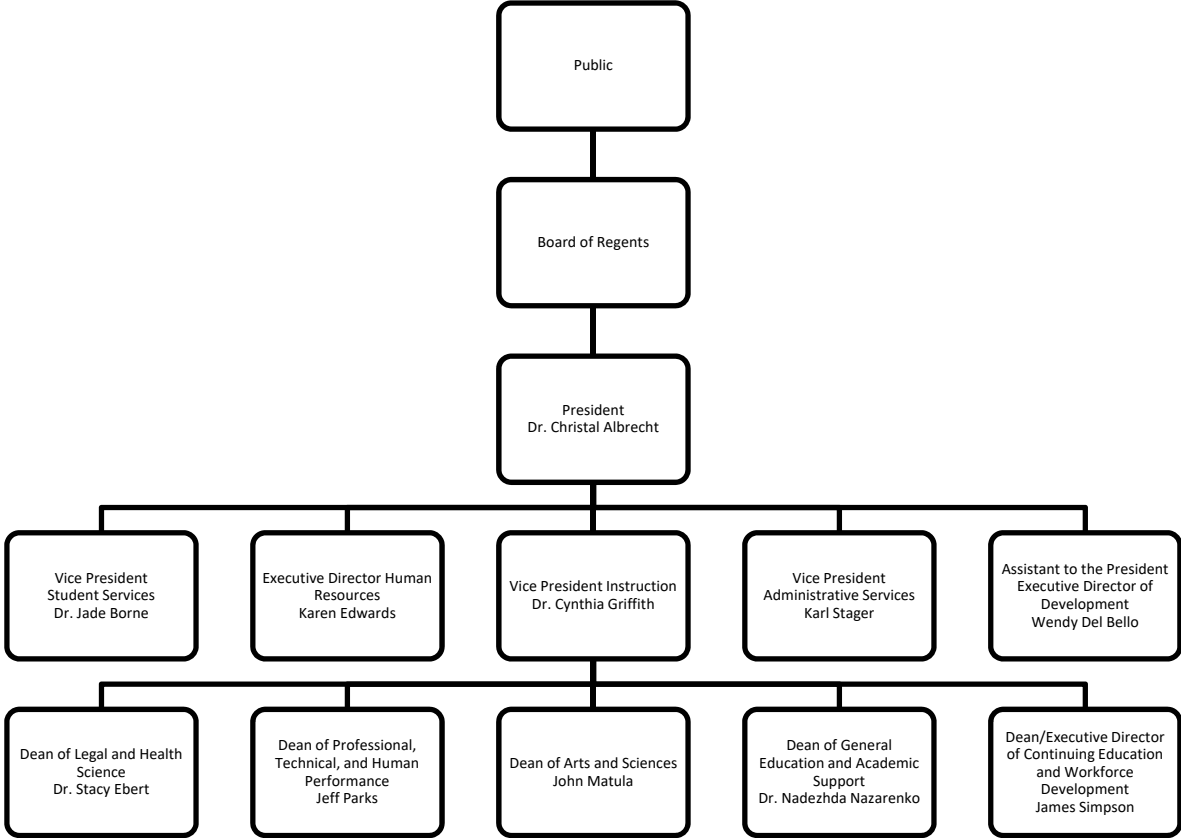 Public
Board of Regents
President
Dr. Christal Albrecht
Vice President
Student Services
Dr. Jade Borne
Executive Director Human
Resources
Karen Edwards
Vice President Instruction
Dr. Cynthia Griffith
Vice President
Administrative Services
Karl Stager
Assistant to the President
Executive Director of
Development
Wendy Del Bello
Dean of Legal and Health
Science
Dr. Stacy Ebert
Dean of Professional,
Technical, and Human
Performance
Jeff Parks
Dean of Arts and Sciences
John Matula
Dean of General
Education and Academic
Support
Dr. Nadezhda Nazarenko
Dean/Executive Director
of Continuing Education
and Workforce
Development
James Simpson